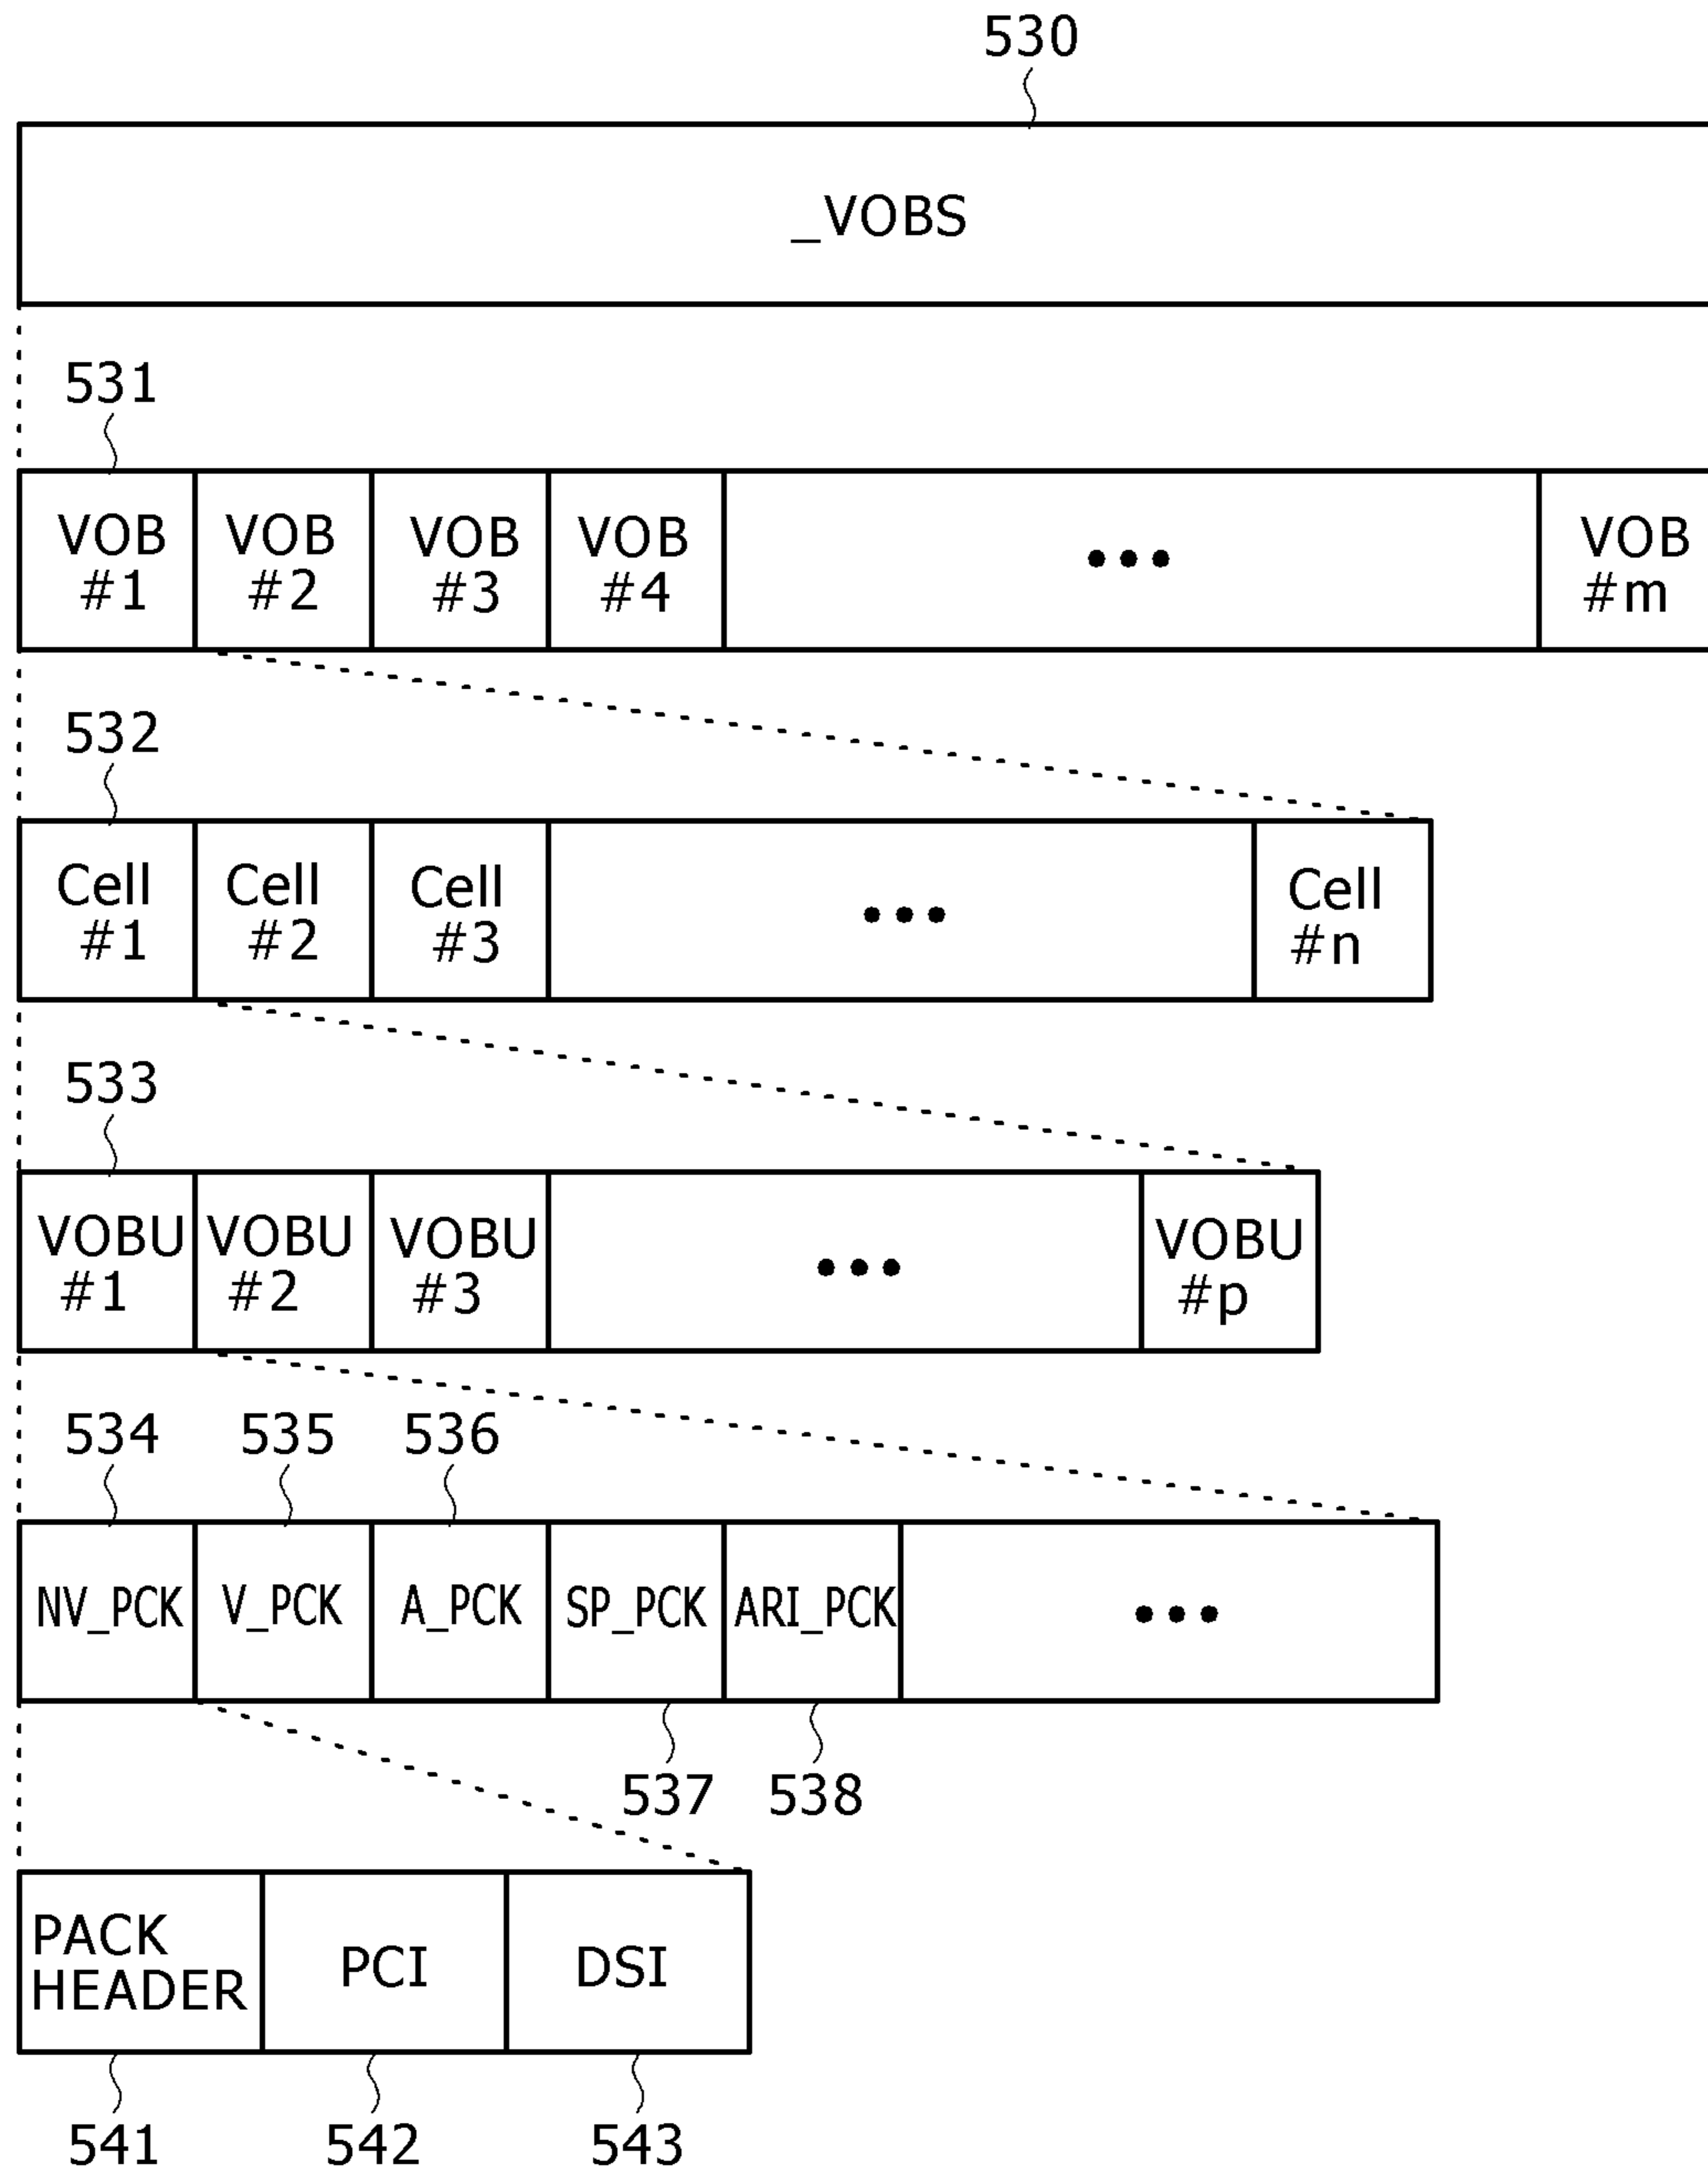 530
_VOBS
531
VOB #1 VOB #2 VOB #3 VOB #4 ••• VOB #m
532
Cell #1 Cell #2 Cell #3 ••• Cell #n
533
VOBU #1 VOBU #2 VOBU #3 ••• VOBU #p
534 535 536
NV_PCK V_PCK A_PCK SP_PCK ARI_PCK •••
537 538
PACK HEADER PCI DSI
541 542 543